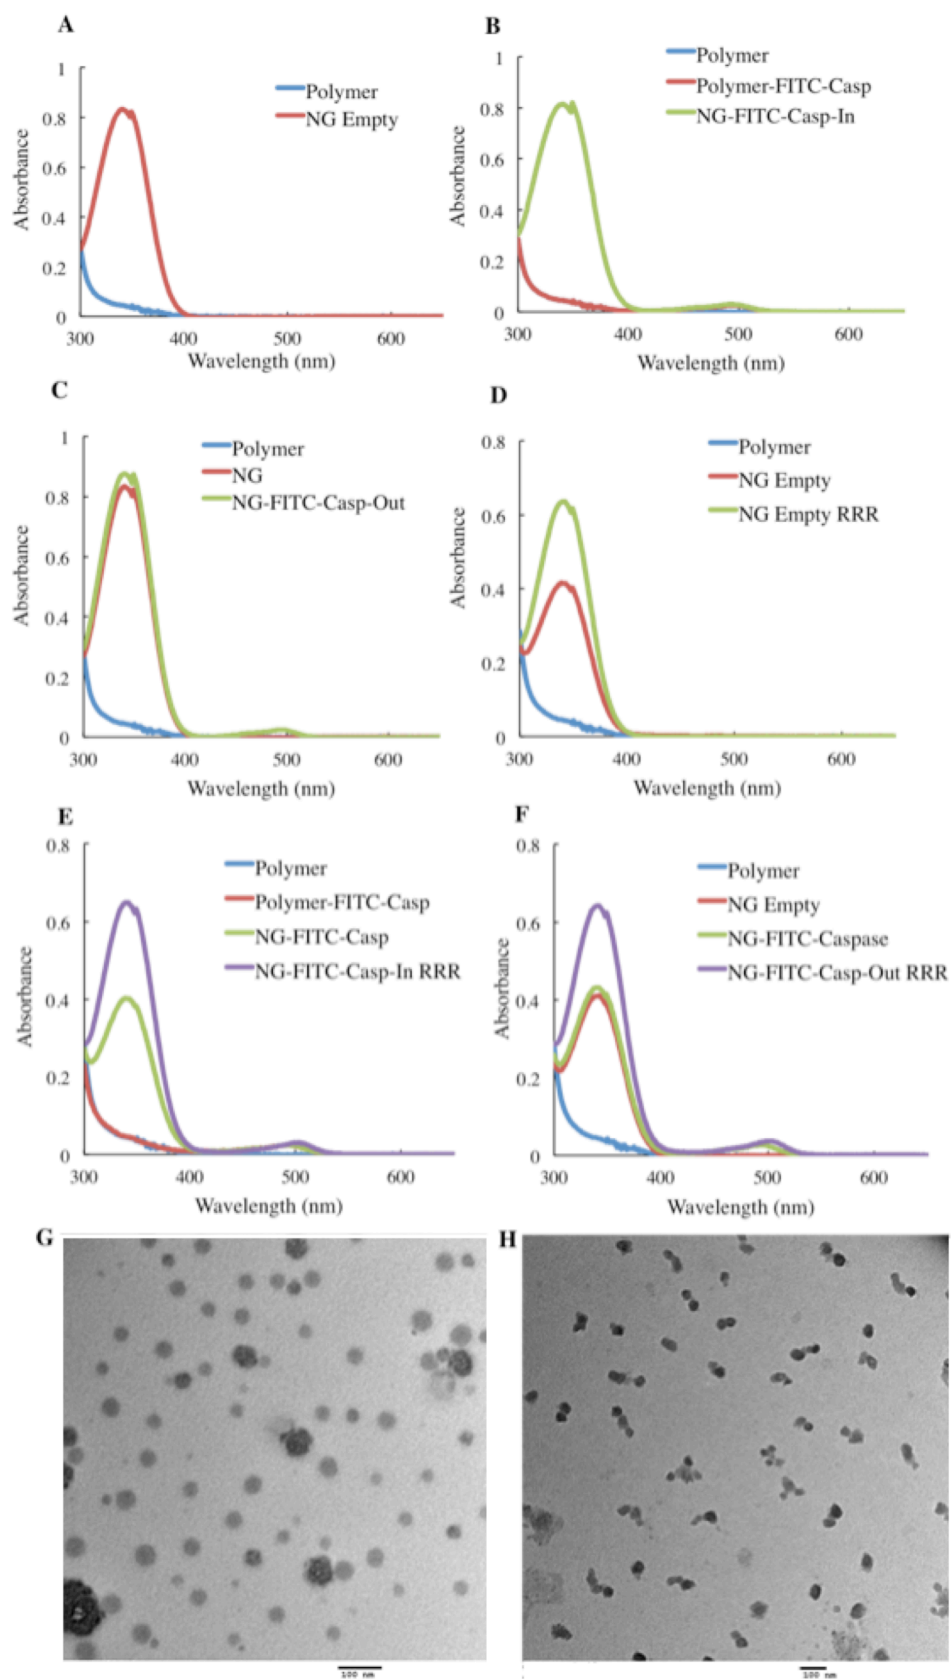 A
Absorbance
1
0.8
0.6
0.4
0.2
0
300
400
500
600
Wavelength (nm)
Polymer
NG Empty
B
Absorbance
1
0.8
0.6
0.4
0.2
0
300
400
500
600
Wavelength (nm)
Polymer
Polymer-FITC-Casp
NG-FITC-Casp-In
C
Absorbance
1
0.8
0.6
0.4
0.2
0
300
400
500
600
Wavelength (nm)
Polymer
NG
NG-FITC-Casp-Out
D
Absorbance
0.8
0.6
0.4
0.2
0
300
400
500
600
Wavelength (nm)
Polymer
NG Empty
NG Empty RRR
E
Absorbance
0.8
0.6
0.4
0.2
0
300
400
500
600
Wavelength (nm)
Polymer
Polymer-FITC-Casp
NG-FITC-Casp
NG-FITC-Casp-In RRR
F
Absorbance
0.8
0.6
0.4
0.2
0
300
400
500
600
Wavelength (nm)
Polymer
NG Empty
NG-FITC-Caspase
NG-FITC-Casp-Out RRR
G
100 nm
H
100 nm